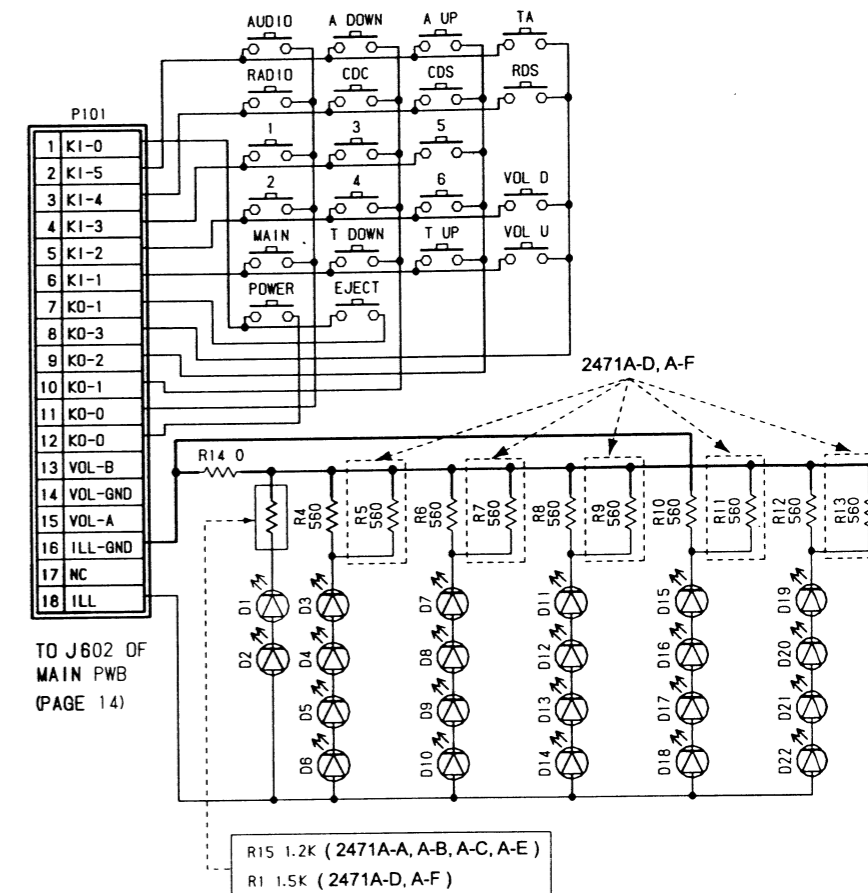 AUDIO A DOWN A UP TA
RADIO CDC CDS RDS
P101
1 3 5
1 KI-0
2 KI-5
3 KI-4
4 KI-3
5 KI-2
6 KI-1
7 KO-1
8 KO-3
9 KO-2
10 KO-1
11 KO-0
12 KO-0
13 VOL-B
14 VOL-GND
15 VOL-A
16 ILL-GND
17 NC
18 ILL
2 4 6 VOL D
MAIN T DOWN T UP VOL U
POWER EJECT
2471A-D, A-F
R14 0
R4 560
R5 560
R6 560
R7 560
R8 560
R9 560
R10 560
R11 560
R12 560
R13 560
D1 D3 D7 D11 D15 D19
D2 D4 D8 D12 D16 D20
D5 D9 D13 D17 D21
D6 D10 D14 D18 D22
TO J602 OF
MAIN PWB
(PAGE 14)
R15 1.2K ( 2471A-A, A-B, A-C, A-E )
R1 1.5K ( 2471A-D, A-F )